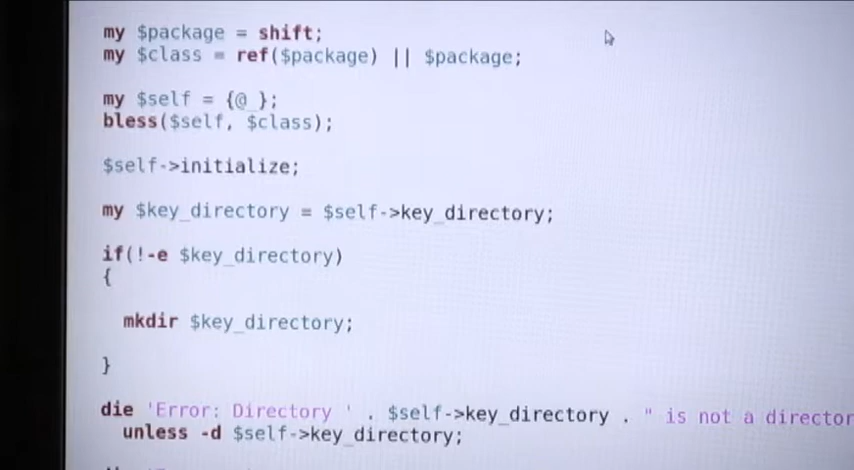 my $package = shift;
my $class = ref($package) || $package;
my $self = {@_};
bless($self, $class);
$self->initialize;
my $key_directory = $self->key_directory;
if(!-e $key_directory)
{
mkdir $key_directory;
}
die 'Error: Directory ' . $self->key_directory . " is not a director
unless -d $self->key_directory;